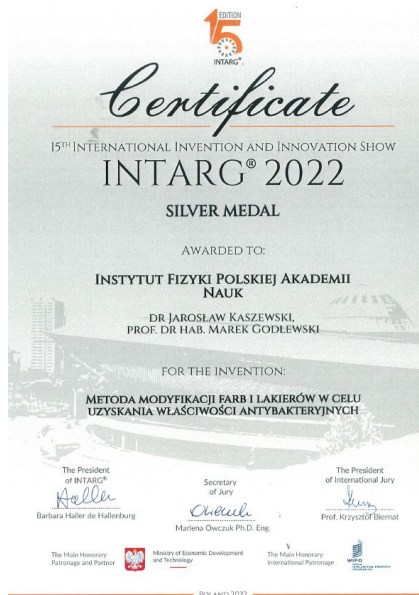 EDITION
15
INTARG®
Certificate
15TH INTERNATIONAL INVENTION AND INNOVATION SHOW
INTARG® 2022
SILVER MEDAL
AWARDED TO:
INSTYTUT FIZYKI POLSKIEJ AKADEMII
NAUK
DR JAROSŁAW KASZEWSKI,
PROF. DR HAB. MAREK GODLEWSKI
FOR THE INVENTION:
METODA MODYFIKACJI FARB I LAKIERÓW W CELU
UZYSKANIA WŁAŚCIWOŚCI ANTYBAKTERYJNYCH
The President
of INTARG®
Haller
Barbara Haller de Hallenburg
Secretary
of Jury
Owczuk
Marlena Owczuk Ph.D. Eng.
The President
of International Jury
Prof. Krzysztof Biernat
The Main Honorary
Patronage and Partner
Ministry of Economic Development
and Technology
The Main Honorary
International Patronage
WIPO
POLAND 2022